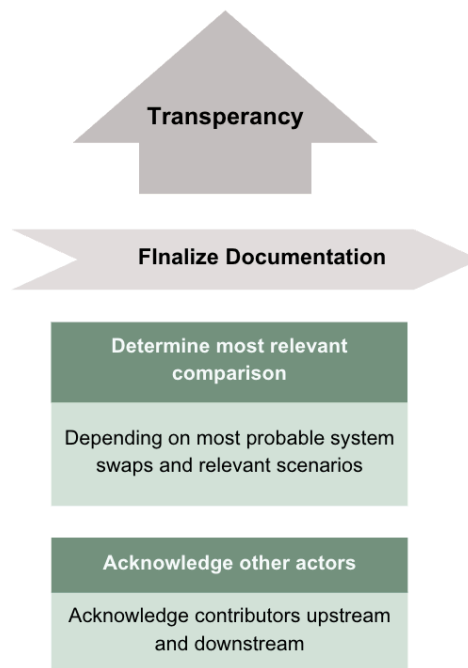 Transperancy
FInalize Documentation
Determine most relevant
comparison
Depending on most probable system
swaps and relevant scenarios
Acknowledge other actors
Acknowledge contributors upstream
and downstream